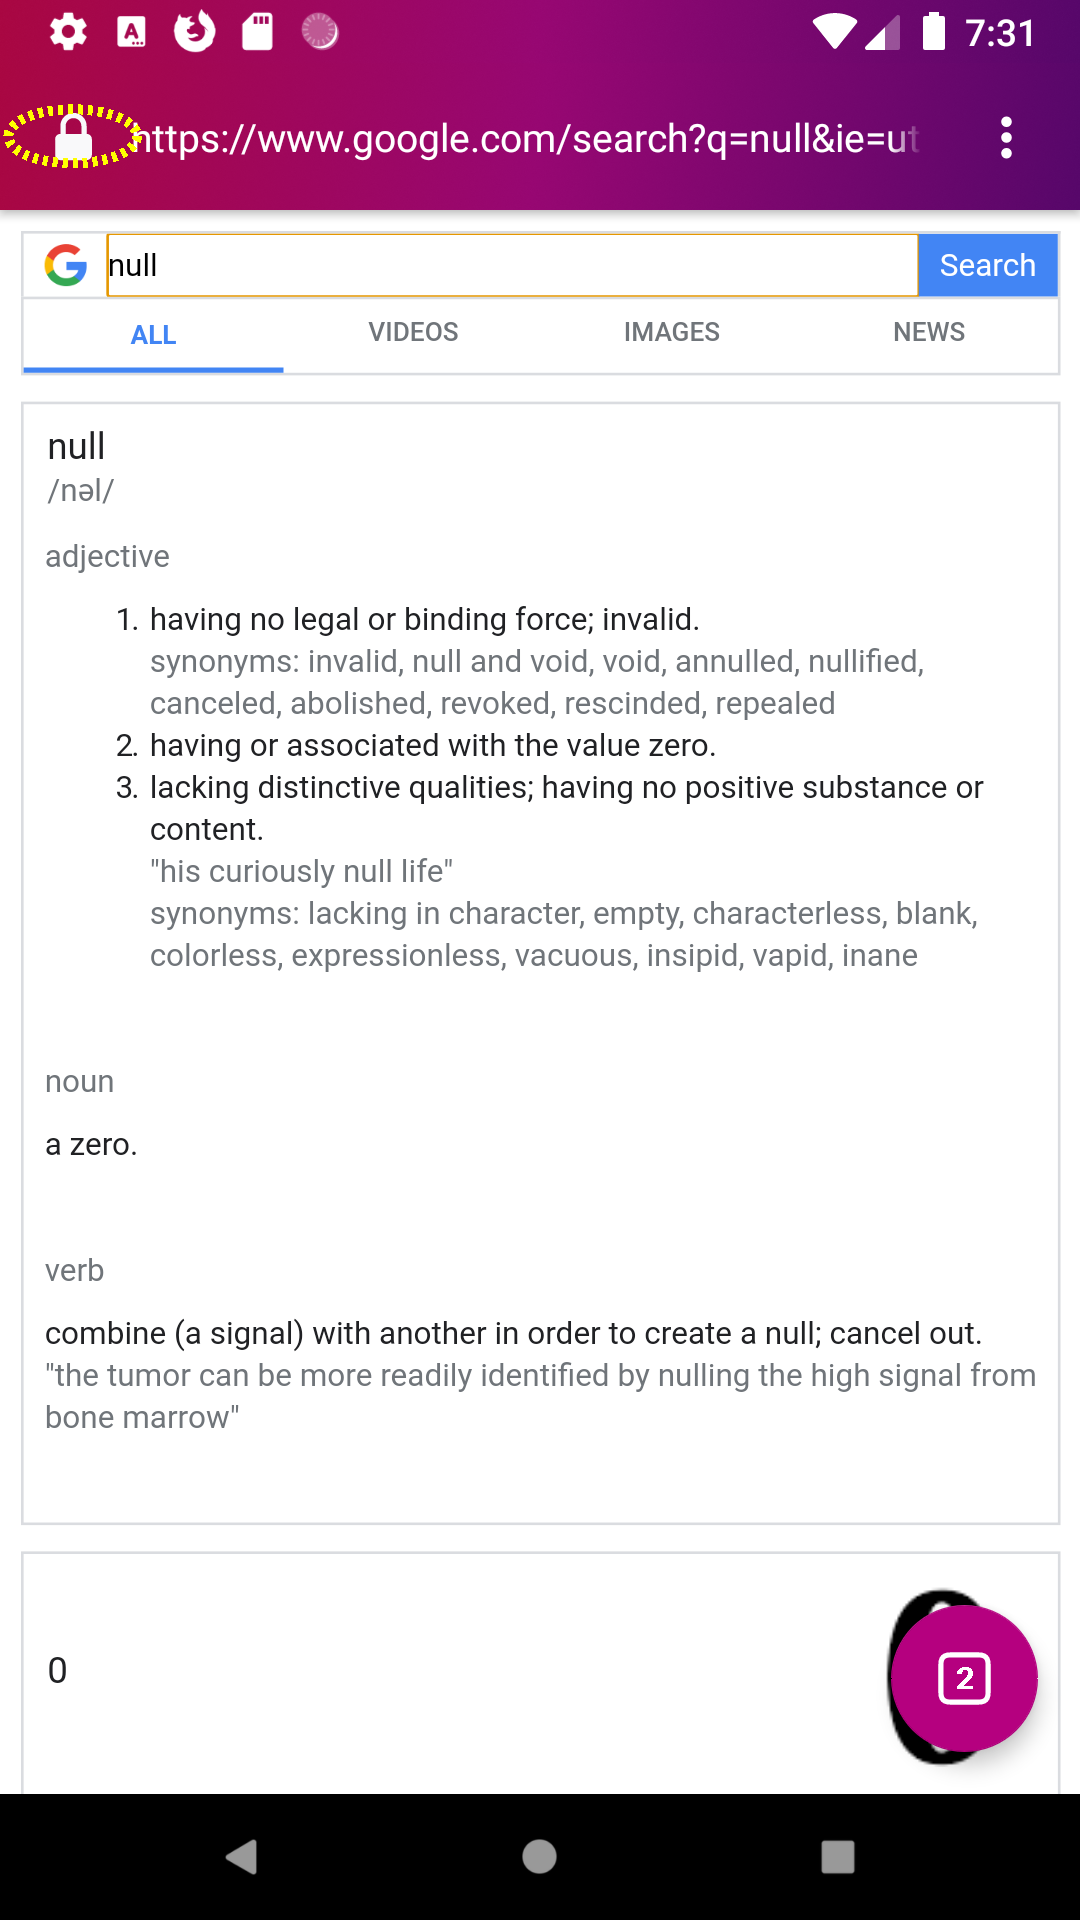 7:31
https://www.google.com/search?q=null&ie=ut
null
Search
ALL
VIDEOS
IMAGES
NEWS
null
/nəl/
adjective
1. having no legal or binding force; invalid.
synonyms: invalid, null and void, void, annulled, nullified,
canceled, abolished, revoked, rescinded, repealed
2. having or associated with the value zero.
3. lacking distinctive qualities; having no positive substance or
content.
"his curiously null life"
synonyms: lacking in character, empty, characterless, blank,
colorless, expressionless, vacuous, insipid, vapid, inane
noun
a zero.
verb
combine (a signal) with another in order to create a null; cancel out.
"the tumor can be more readily identified by nulling the high signal from
bone marrow"
0
2